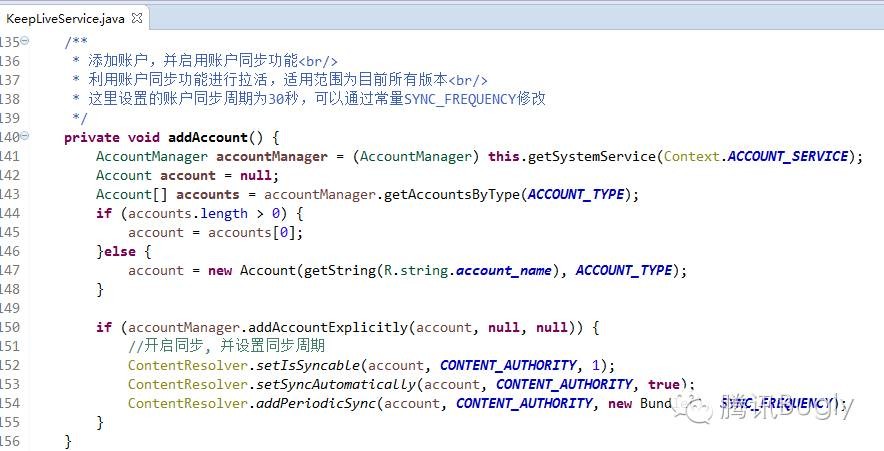 KeepLiveService.java
135 /**
136 * 添加账户，并启用账户同步功能<br/>
137 * 利用账户同步功能进行拉活，适用范围为目前所有版本<br/>
138 * 这里设置的账户同步周期为30秒，可以通过常量SYNC_FREQUENCY修改
139 */
140 private void addAccount() {
141 AccountManager accountManager = (AccountManager) this.getSystemService(Context.ACCOUNT_SERVICE);
142 Account account = null;
143 Account[] accounts = accountManager.getAccountsByType(ACCOUNT_TYPE);
144 if (accounts.length > 0) {
145 account = accounts[0];
146 }else {
147 account = new Account(getString(R.string.account_name), ACCOUNT_TYPE);
148 }
149
150 if (accountManager.addAccountExplicitly(account, null, null)) {
151 //开启同步, 并设置同步周期
152 ContentResolver.setIsSyncable(account, CONTENT_AUTHORITY, 1);
153 ContentResolver.setSyncAutomatically(account, CONTENT_AUTHORITY, true);
154 ContentResolver.addPeriodicSync(account, CONTENT_AUTHORITY, new Bund SYNC_FREQUENCY);
腾讯Bugly
155 }
156 }